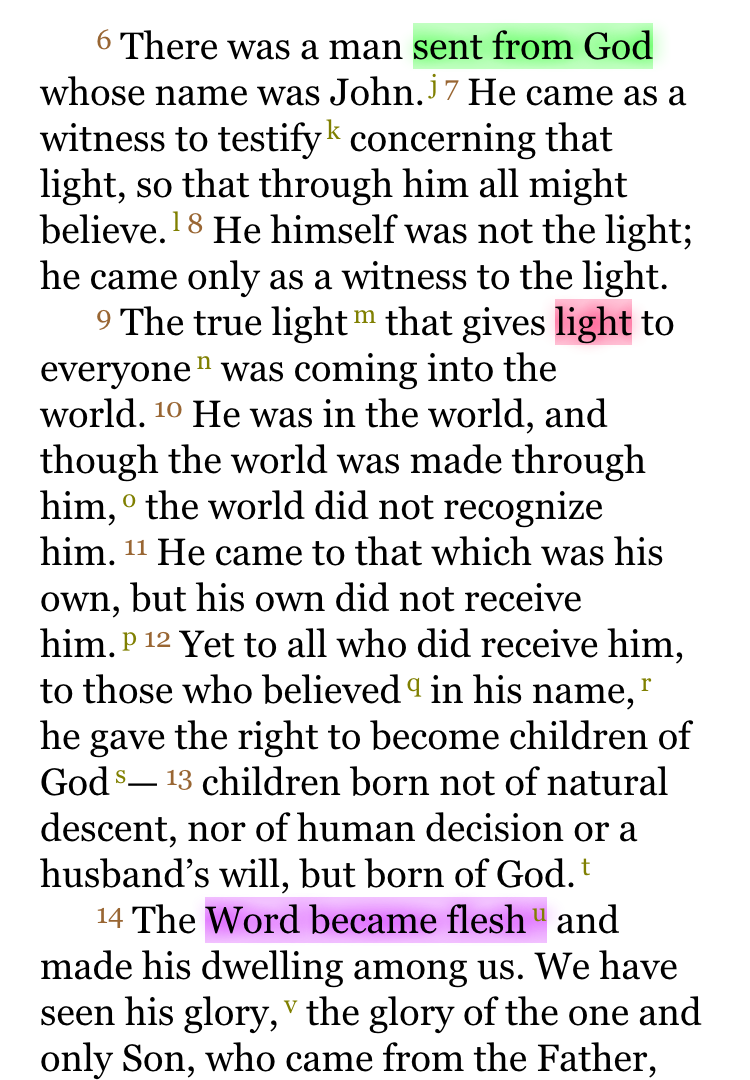 6 There was a man sent from God
whose name was John. j 7 He came as a
witness to testify k concerning that
light, so that through him all might
believe. l 8 He himself was not the light;
he came only as a witness to the light.
9 The true light m that gives light to
everyone n was coming into the
world. 10 He was in the world, and
though the world was made through
him, o the world did not recognize
him. 11 He came to that which was his
own, but his own did not receive
him. p 12 Yet to all who did receive him,
to those who believed q in his name, r
he gave the right to become children of
God s— 13 children born not of natural
descent, nor of human decision or a
husband’s will, but born of God. t
14 The Word became flesh u and
made his dwelling among us. We have
seen his glory, v the glory of the one and
only Son, who came from the Father,